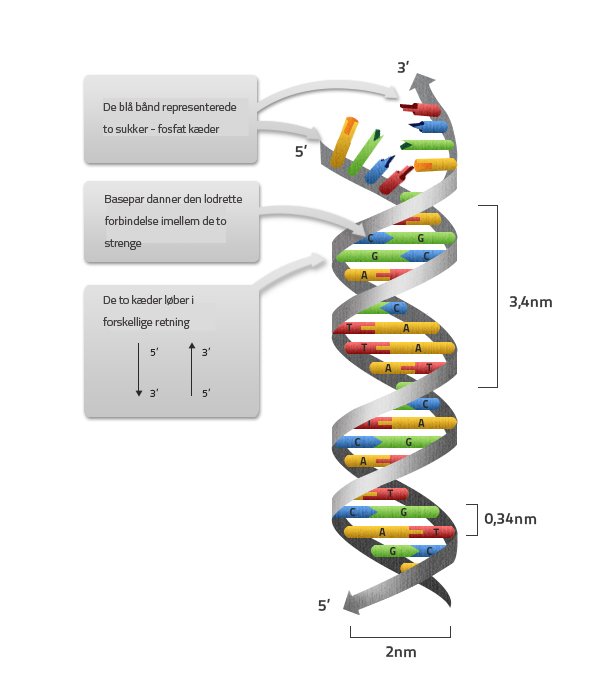 3’
De blå bånd representerede
to sukker – fosfat kæder
5’
Basepar danner den lodrette
forbindelse imellem de to
strenge
C G
G C
A
De to kæder løber i
forskellige retning
5’ 3’
3’ 5’
3,4nm
C
T A
T A
A T
C
T A
C G
A
T
C G
0,34nm
A T
G C
5’
2nm